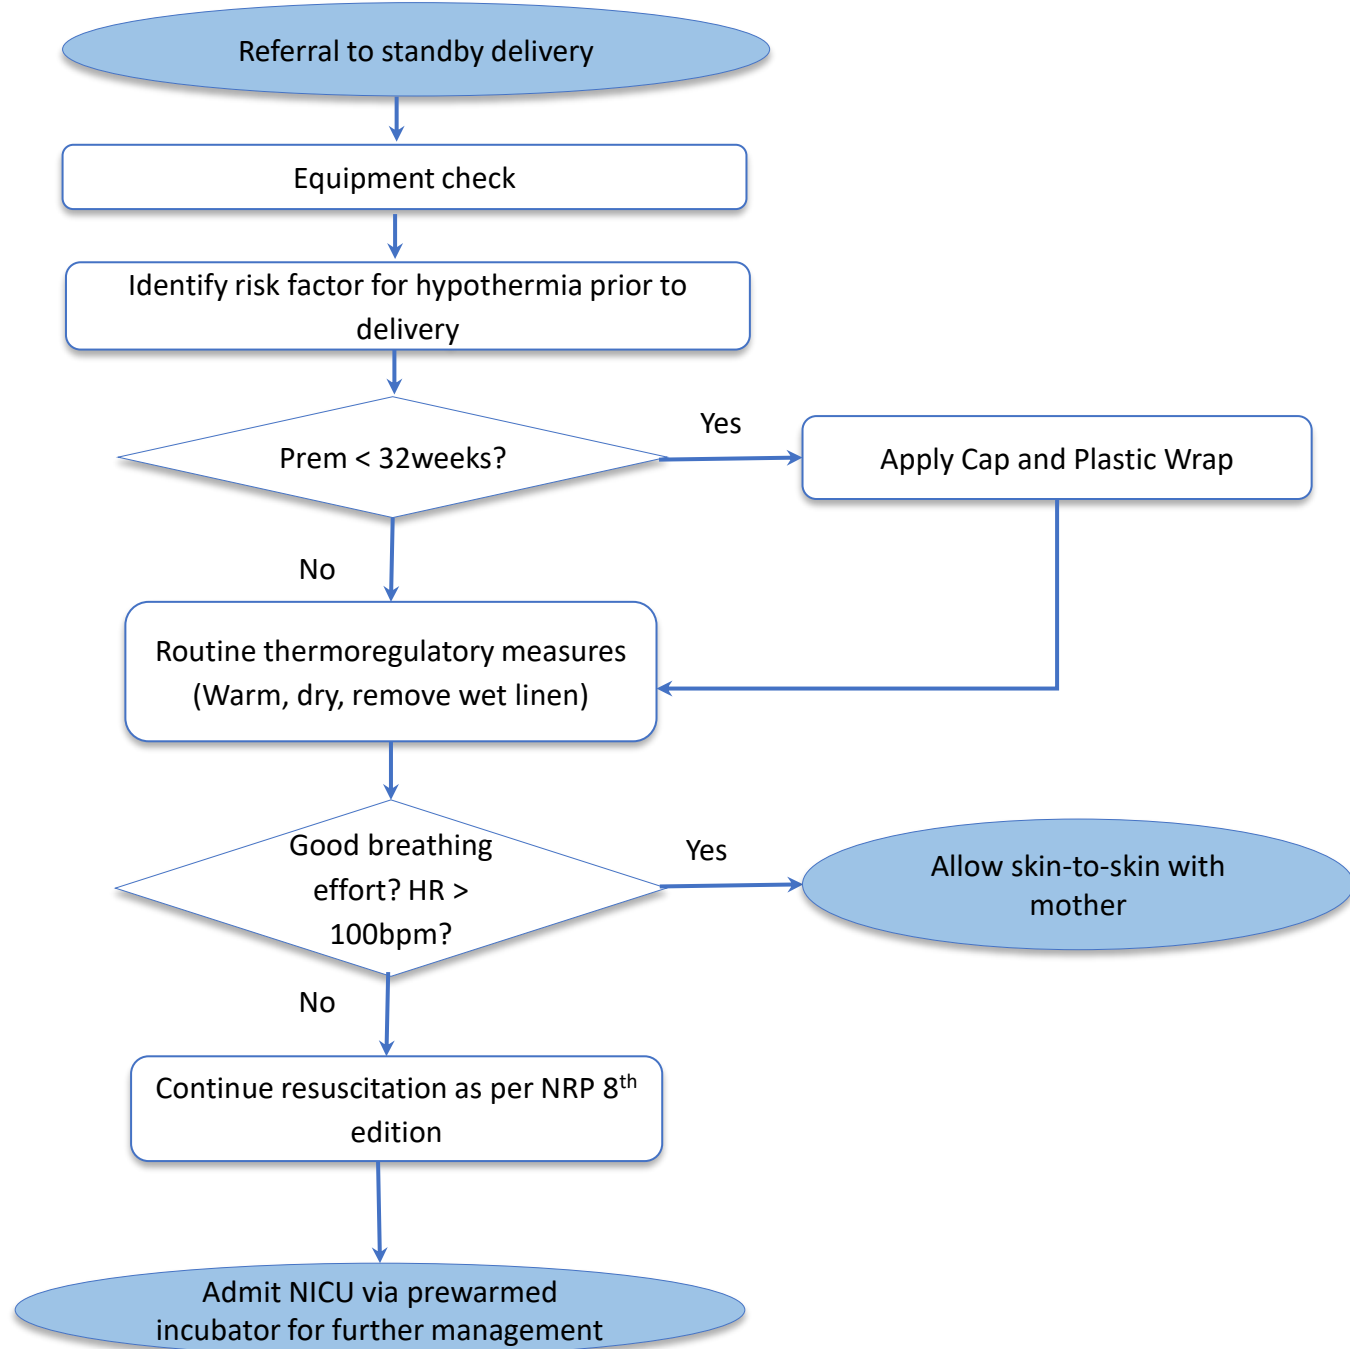 Referral to standby delivery
Equipment check
Identify risk factor for hypothermia prior to
delivery
Prem < 32weeks?
Yes
Apply Cap and Plastic Wrap
No
Routine thermoregulatory measures
(Warm, dry, remove wet linen)
Good breathing
effort? HR >
100bpm?
Yes
Allow skin-to-skin with
mother
No
Continue resuscitation as per NRP 8th
edition
Admit NICU via prewarmed
incubator for further management